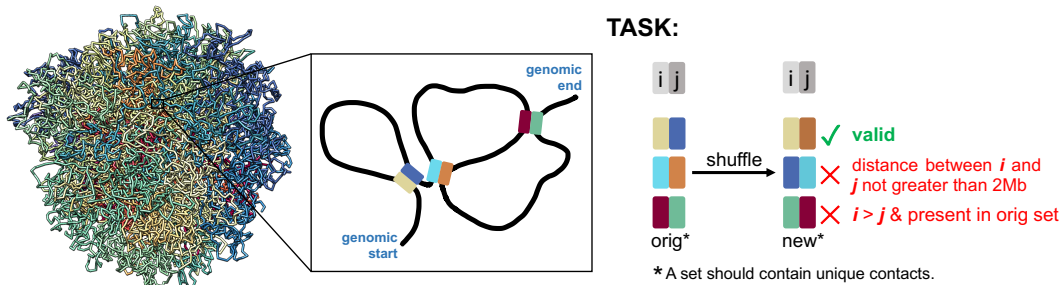 TASK:
genomic
end
genomic
start
i j
i j
shuffle
valid
distance between i and
j not greater than 2Mb
i > j & present in orig set
orig*
new*
* A set should contain unique contacts.